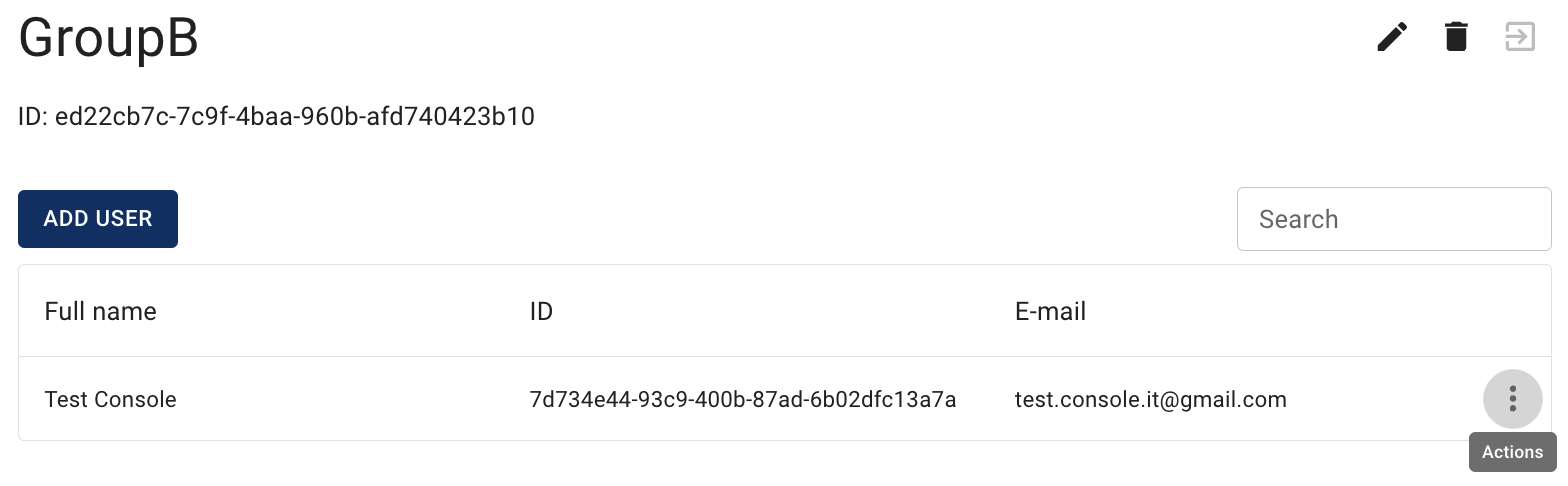 GroupB
ID: ed22cb7c-7c9f-4baa-960b-afd740423b10
ADD USER
Search
Full name ID E-mail
Test Console 7d734e44-93c9-400b-87ad-6b02dfc13a7a test.console.it@gmail.com
Actions